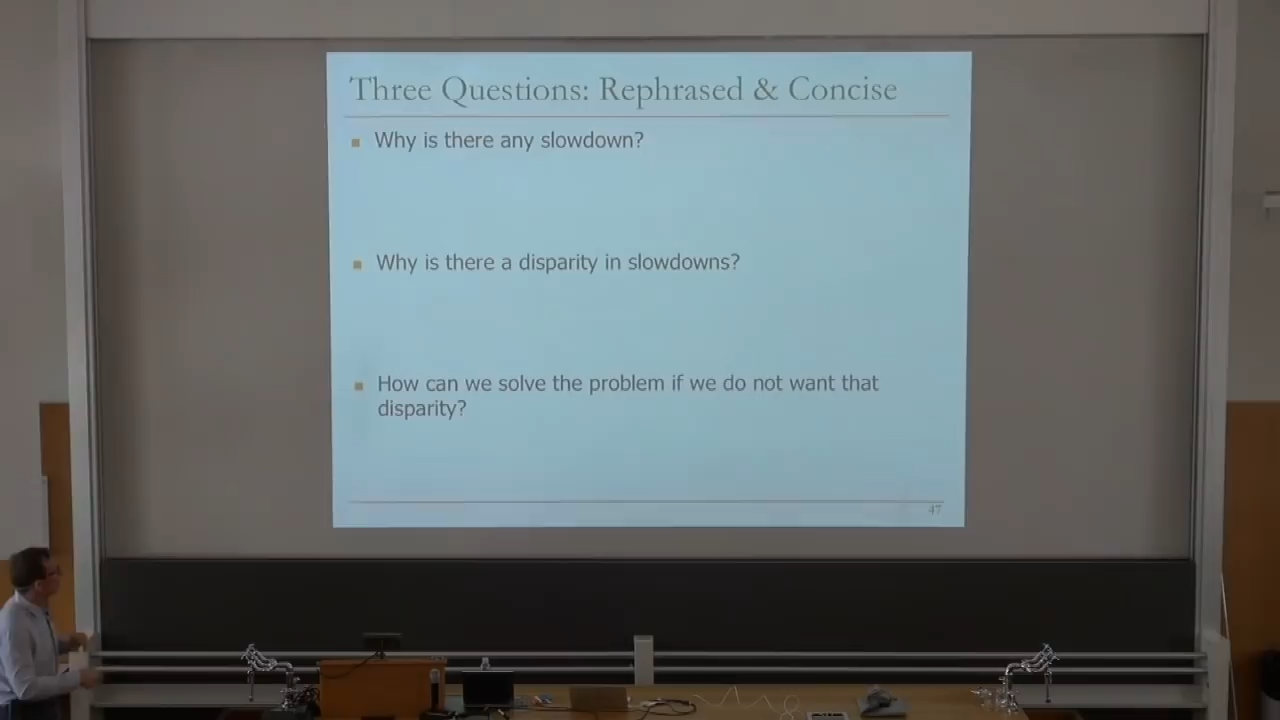 Three Questions: Rephrased & Concise
Why is there any slowdown?
Why is there a disparity in slowdowns?
How can we solve the problem if we do not want that
disparity?
47